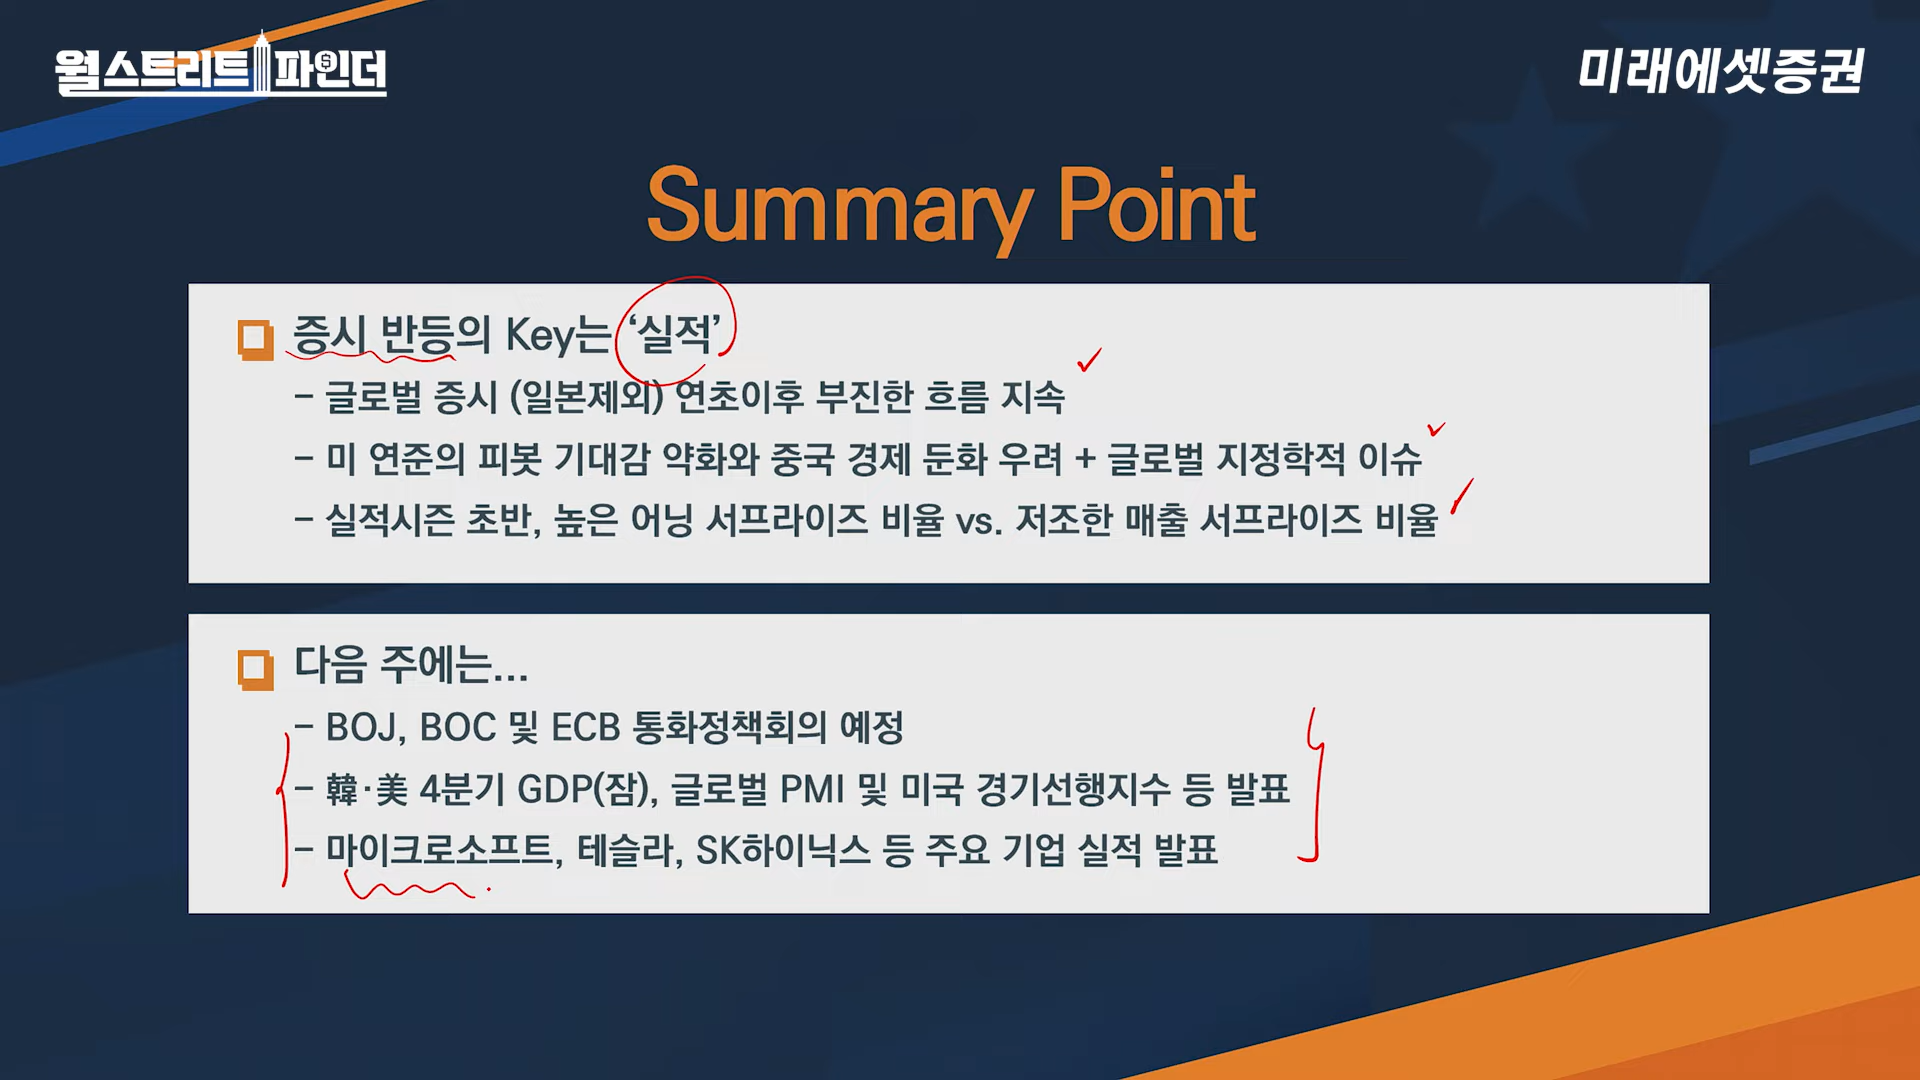 월스트리트 파인더
미래에셋증권
Summary Point
증시 반등의 Key는 ‘실적’
– 글로벌 증시 (일본제외) 연초이후 부진한 흐름 지속
– 미 연준의 피봇 기대감 약화와 중국 경제 둔화 우려 + 글로벌 지정학적 이슈
– 실적시즌 초반, 높은 어닝 서프라이즈 비율 vs. 저조한 매출 서프라이즈 비율
다음 주에는...
– BOJ, BOC 및 ECB 통화정책회의 예정
– 韓·美 4분기 GDP(잠), 글로벌 PMI 및 미국 경기선행지수 등 발표
– 마이크로소프트, 테슬라, SK하이닉스 등 주요 기업 실적 발표